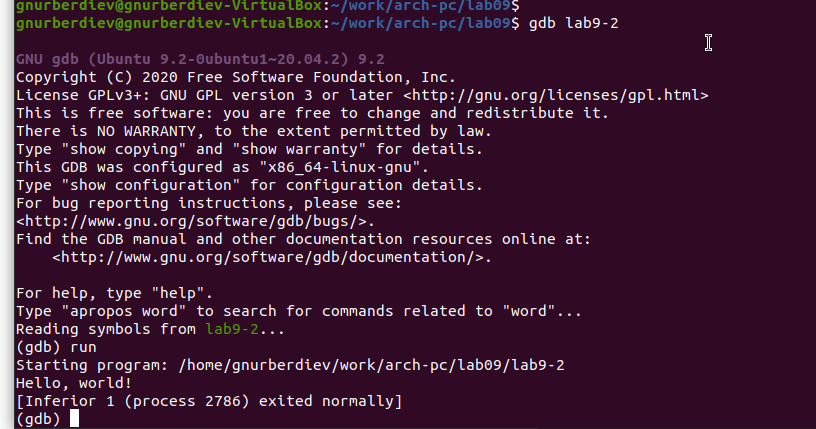 gnurberdiev@gnurberdiev-VirtualBox:~/work/arch-pc/lab09$
gnurberdiev@gnurberdiev-VirtualBox:~/work/arch-pc/lab09$ gdb lab9-2

GNU gdb (Ubuntu 9.2-0ubuntu1~20.04.2) 9.2
Copyright (C) 2020 Free Software Foundation, Inc.
License GPLv3+: GNU GPL version 3 or later <http://gnu.org/licenses/gpl.html>
This is free software: you are free to change and redistribute it.
There is NO WARRANTY, to the extent permitted by law.
Type "show copying" and "show warranty" for details.
This GDB was configured as "x86_64-linux-gnu".
Type "show configuration" for configuration details.
For bug reporting instructions, please see:
<http://www.gnu.org/software/gdb/bugs/>.
Find the GDB manual and other documentation resources online at:
    <http://www.gnu.org/software/gdb/documentation/>.

For help, type "help".
Type "apropos word" to search for commands related to "word"...
Reading symbols from lab9-2...
(gdb) run
Starting program: /home/gnurberdiev/work/arch-pc/lab09/lab9-2
Hello, world!
[Inferior 1 (process 2786) exited normally]
(gdb)